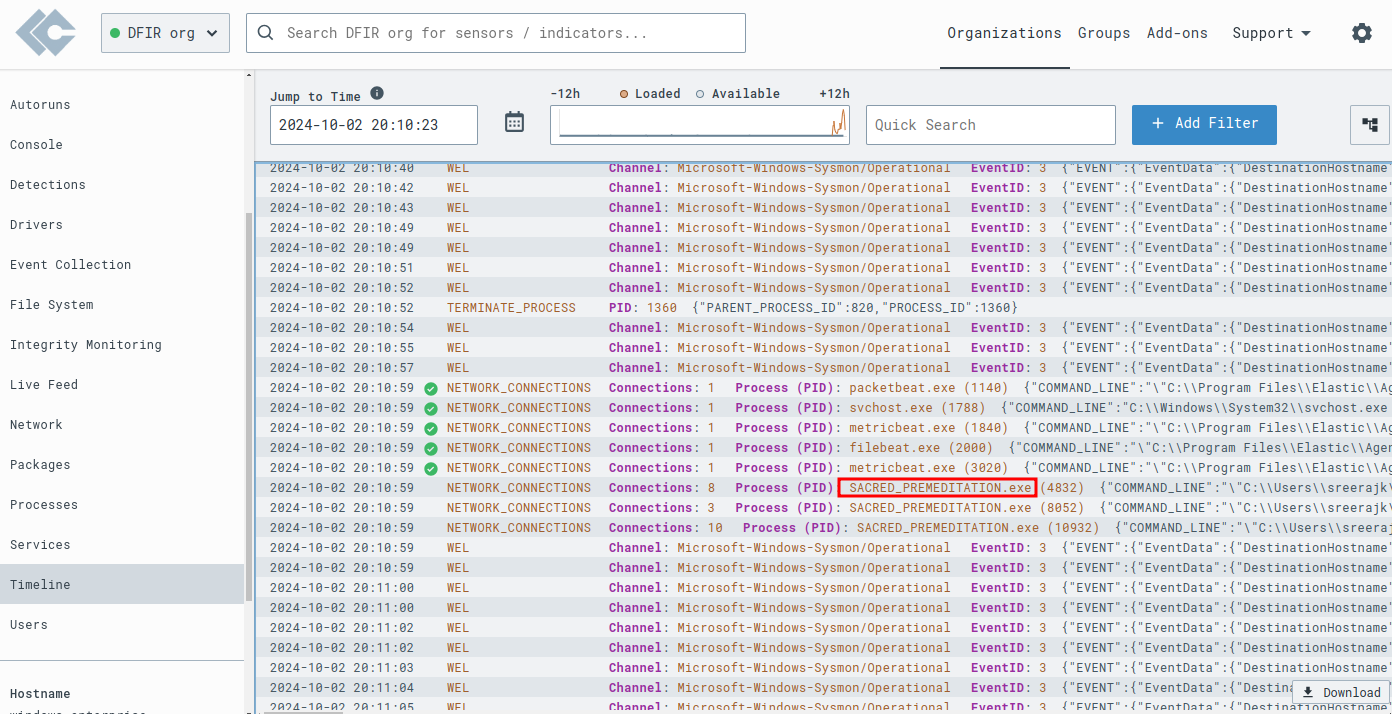 DFIR org
Search DFIR org for sensors / indicators...
Organizations Groups Add-ons Support
Autoruns
Console
Detections
Drivers
Event Collection
File System
Integrity Monitoring
Live Feed
Network
Packages
Processes
Services
Timeline
Users
Hostname
Jump to Time
2024-10-02 20:10:23
-12h Loaded Available +12h
Quick Search
+ Add Filter
2024-10-02 20:10:40 WEL Channel: Microsoft-Windows-Sysmon/Operational EventID: 3 {"EVENT":{"EventData":{"DestinationHostname"
2024-10-02 20:10:42 WEL Channel: Microsoft-Windows-Sysmon/Operational EventID: 3 {"EVENT":{"EventData":{"DestinationHostname"
2024-10-02 20:10:43 WEL Channel: Microsoft-Windows-Sysmon/Operational EventID: 3 {"EVENT":{"EventData":{"DestinationHostname"
2024-10-02 20:10:49 WEL Channel: Microsoft-Windows-Sysmon/Operational EventID: 3 {"EVENT":{"EventData":{"DestinationHostname"
2024-10-02 20:10:49 WEL Channel: Microsoft-Windows-Sysmon/Operational EventID: 3 {"EVENT":{"EventData":{"DestinationHostname"
2024-10-02 20:10:51 WEL Channel: Microsoft-Windows-Sysmon/Operational EventID: 3 {"EVENT":{"EventData":{"DestinationHostname"
2024-10-02 20:10:52 WEL Channel: Microsoft-Windows-Sysmon/Operational EventID: 3 {"EVENT":{"EventData":{"DestinationHostname"
2024-10-02 20:10:52 TERMINATE_PROCESS PID: 1360 {"PARENT_PROCESS_ID":820,"PROCESS_ID":1360}
2024-10-02 20:10:54 WEL Channel: Microsoft-Windows-Sysmon/Operational EventID: 3 {"EVENT":{"EventData":{"DestinationHostname"
2024-10-02 20:10:55 WEL Channel: Microsoft-Windows-Sysmon/Operational EventID: 3 {"EVENT":{"EventData":{"DestinationHostname"
2024-10-02 20:10:57 WEL Channel: Microsoft-Windows-Sysmon/Operational EventID: 3 {"EVENT":{"EventData":{"DestinationHostname"
2024-10-02 20:10:59 NETWORK_CONNECTIONS Connections: 1 Process (PID): packetbeat.exe (1140) {"COMMAND_LINE":"\"C:\\Program Files\\Elastic\\Ag
2024-10-02 20:10:59 NETWORK_CONNECTIONS Connections: 1 Process (PID): svchost.exe (1788) {"COMMAND_LINE":"C:\\Windows\\System32\\svchost.exe
2024-10-02 20:10:59 NETWORK_CONNECTIONS Connections: 1 Process (PID): metricbeat.exe (1840) {"COMMAND_LINE":"\"C:\\Program Files\\Elastic\\Ag
2024-10-02 20:10:59 NETWORK_CONNECTIONS Connections: 1 Process (PID): filebeat.exe (2000) {"COMMAND_LINE":"\"C:\\Program Files\\Elastic\\Agen
2024-10-02 20:10:59 NETWORK_CONNECTIONS Connections: 1 Process (PID): metricbeat.exe (3020) {"COMMAND_LINE":"\"C:\\Program Files\\Elastic\\Ag
2024-10-02 20:10:59 NETWORK_CONNECTIONS Connections: 8 Process (PID) SACRED_PREMEDITATION.exe (4832) {"COMMAND_LINE":"\"C:\\Users\\sreerajk\
2024-10-02 20:10:59 NETWORK_CONNECTIONS Connections: 3 Process (PID): SACRED_PREMEDITATION.exe (8052) {"COMMAND_LINE":"\"C:\\Users\\sreerajk\
2024-10-02 20:10:59 NETWORK_CONNECTIONS Connections: 10 Process (PID): SACRED_PREMEDITATION.exe (10932) {"COMMAND_LINE":"\"C:\\Users\\sreeraj
2024-10-02 20:10:59 WEL Channel: Microsoft-Windows-Sysmon/Operational EventID: 3 {"EVENT":{"EventData":{"DestinationHostname"
2024-10-02 20:10:59 WEL Channel: Microsoft-Windows-Sysmon/Operational EventID: 3 {"EVENT":{"EventData":{"DestinationHostname"
2024-10-02 20:11:00 WEL Channel: Microsoft-Windows-Sysmon/Operational EventID: 3 {"EVENT":{"EventData":{"DestinationHostname"
2024-10-02 20:11:00 WEL Channel: Microsoft-Windows-Sysmon/Operational EventID: 3 {"EVENT":{"EventData":{"DestinationHostname"
2024-10-02 20:11:02 WEL Channel: Microsoft-Windows-Sysmon/Operational EventID: 3 {"EVENT":{"EventData":{"DestinationHostname"
2024-10-02 20:11:02 WEL Channel: Microsoft-Windows-Sysmon/Operational EventID: 3 {"EVENT":{"EventData":{"DestinationHostname"
2024-10-02 20:11:03 WEL Channel: Microsoft-Windows-Sysmon/Operational EventID: 3 {"EVENT":{"EventData":{"DestinationHostname"
2024-10-02 20:11:04 WEL Channel: Microsoft-Windows-Sysmon/Operational EventID: 3 {"EVENT":{"EventData":{"Destina
2024-10-02 20:11:05 WEL Channel: Microsoft-Windows-Sysmon/Operational EventID: 3 {"EVENT":{"EventData":{"Destina
Download